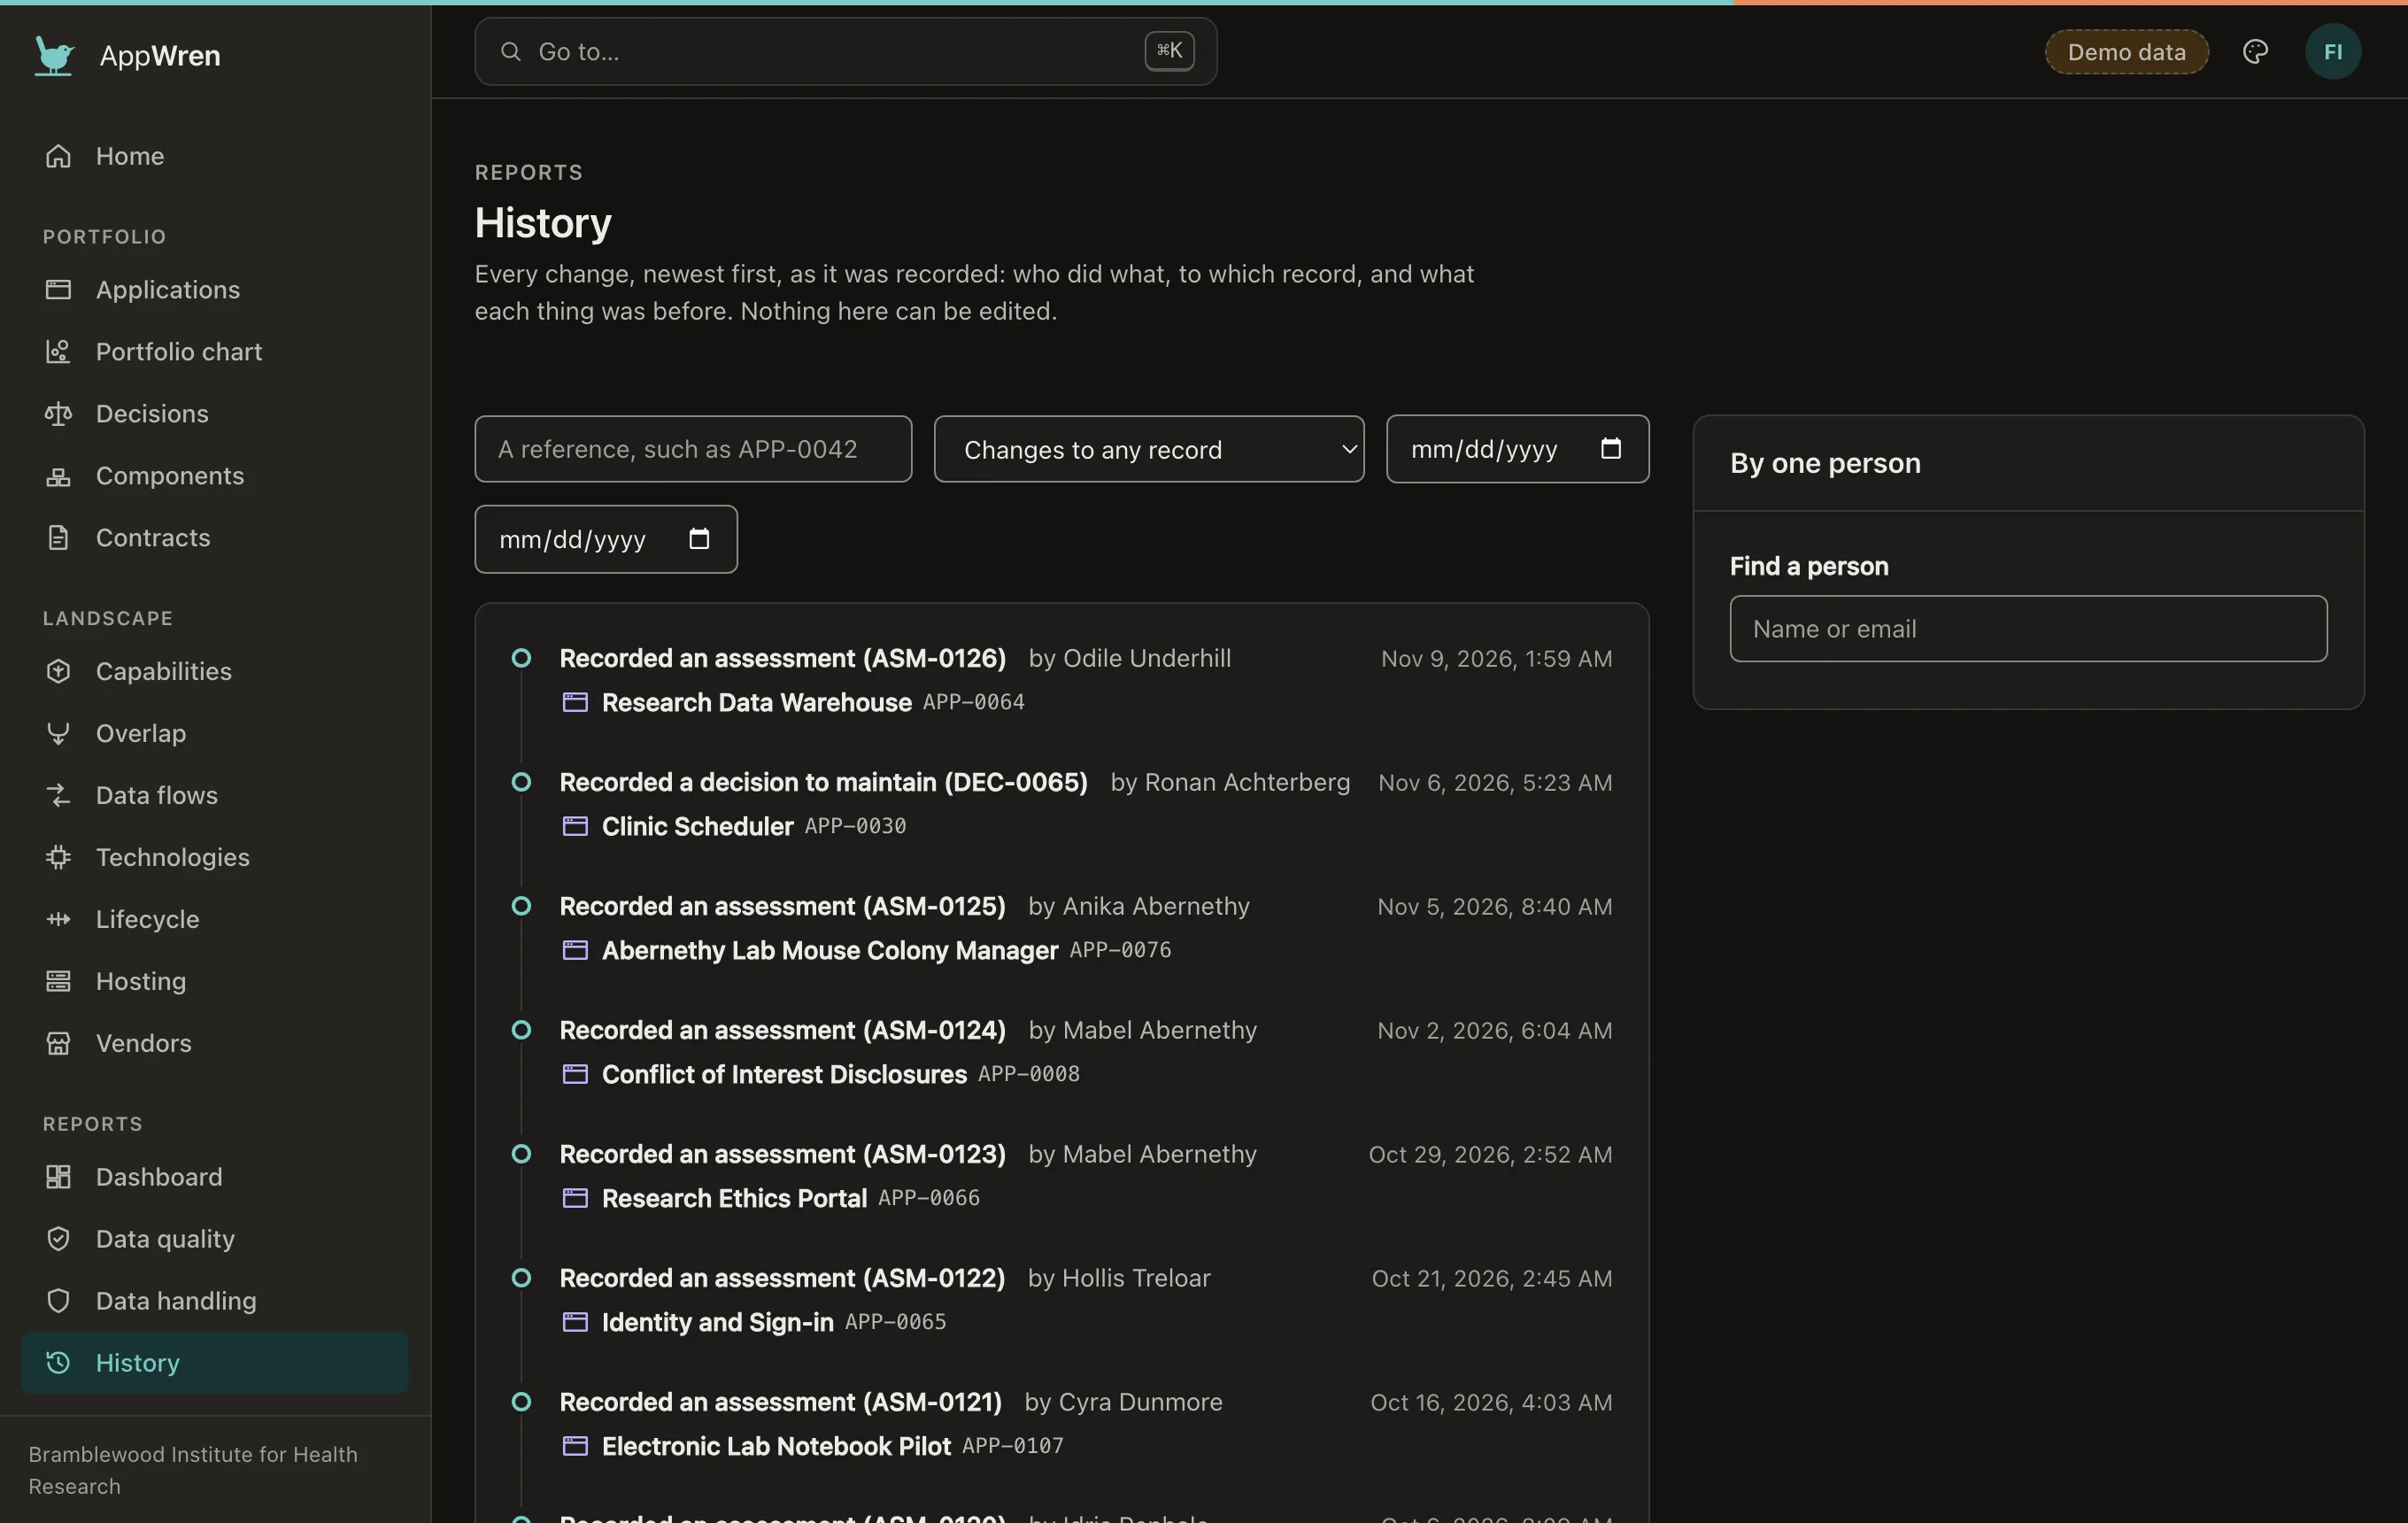 AppWren
Go to...
⌘K
Demo data
FI
Home
PORTFOLIO
Applications
Portfolio chart
Decisions
Components
Contracts
LANDSCAPE
Capabilities
Overlap
Data flows
Technologies
Lifecycle
Hosting
Vendors
REPORTS
Dashboard
Data quality
Data handling
History
Bramblewood Institute for Health
Research
REPORTS
History
Every change, newest first, as it was recorded: who did what, to which record, and what
each thing was before. Nothing here can be edited.
A reference, such as APP-0042
Changes to any record
mm/dd/yyyy
mm/dd/yyyy
Recorded an assessment (ASM-0126) by Odile Underhill Nov 9, 2026, 1:59 AM
Research Data Warehouse APP-0064
Recorded a decision to maintain (DEC-0065) by Ronan Achterberg Nov 6, 2026, 5:23 AM
Clinic Scheduler APP-0030
Recorded an assessment (ASM-0125) by Anika Abernethy Nov 5, 2026, 8:40 AM
Abernethy Lab Mouse Colony Manager APP-0076
Recorded an assessment (ASM-0124) by Mabel Abernethy Nov 2, 2026, 6:04 AM
Conflict of Interest Disclosures APP-0008
Recorded an assessment (ASM-0123) by Mabel Abernethy Oct 29, 2026, 2:52 AM
Research Ethics Portal APP-0066
Recorded an assessment (ASM-0122) by Hollis Treloar Oct 21, 2026, 2:45 AM
Identity and Sign-in APP-0065
Recorded an assessment (ASM-0121) by Cyra Dunmore Oct 16, 2026, 4:03 AM
Electronic Lab Notebook Pilot APP-0107
Recorded an assessment (ASM-0120) by Idris
By one person
Find a person
Name or email